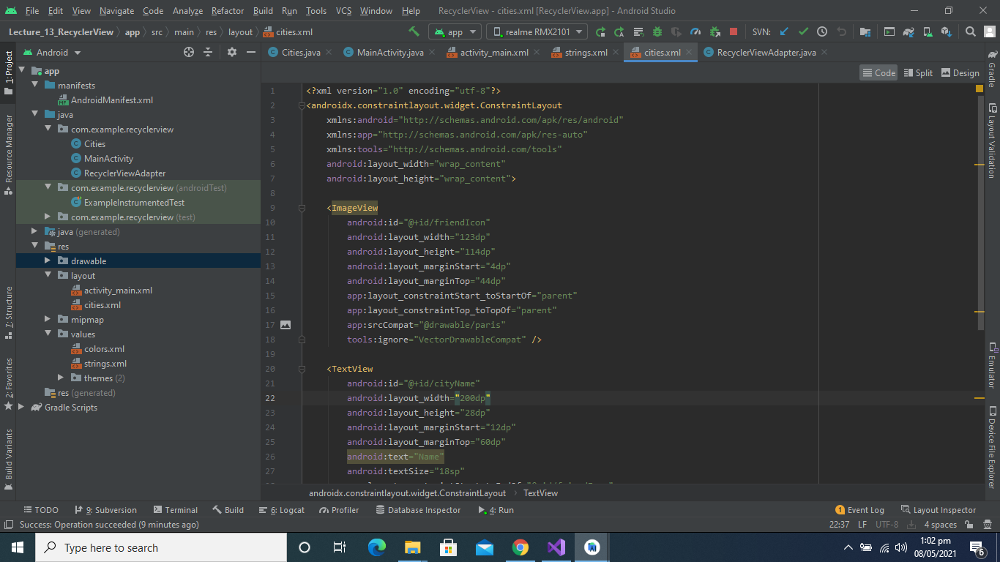 File Edit View Navigate Code Analyze Refactor Build Run Tools VCS Window Help RecyclerView - cities.xml [RecyclerView.app] - Android Studio
Lecture_13_RecyclerView app src main res layout cities.xml app realme RMX2101 SVN:
1: Project
Resource Manager
7: Structure
2: Favorites
Build Variants
Android
app
manifests
AndroidManifest.xml
java
com.example.recyclerview
Cities
MainActivity
RecyclerViewAdapter
com.example.recyclerview (androidTest)
ExampleInstrumentedTest
com.example.recyclerview (test)
java (generated)
res
drawable
layout
activity_main.xml
cities.xml
mipmap
values
colors.xml
strings.xml
themes (2)
res (generated)
Gradle Scripts
Cities.java MainActivity.java activity_main.xml strings.xml cities.xml RecyclerViewAdapter.java
Code Split Design
1 <?xml version="1.0" encoding="utf-8"?>
2 <androidx.constraintlayout.widget.ConstraintLayout
3 xmlns:android="http://schemas.android.com/apk/res/android"
4 xmlns:app="http://schemas.android.com/apk/res-auto"
5 xmlns:tools="http://schemas.android.com/tools"
6 android:layout_width="wrap_content"
7 android:layout_height="wrap_content">
8
9 <ImageView
10 android:id="@+id/friendIcon"
11 android:layout_width="123dp"
12 android:layout_height="114dp"
13 android:layout_marginStart="4dp"
14 android:layout_marginTop="44dp"
15 app:layout_constraintStart_toStartOf="parent"
16 app:layout_constraintTop_toTopOf="parent"
17 app:srcCompat="@drawable/paris"
18 tools:ignore="VectorDrawableCompat" />
19
20 <TextView
21 android:id="@+id/cityName"
22 android:layout_width="200dp"
23 android:layout_height="28dp"
24 android:layout_marginStart="12dp"
25 android:layout_marginTop="60dp"
26 android:text="Name"
27 android:textSize="18sp"
androidx.constraintlayout.widget.ConstraintLayout TextView
Gradle
Layout Validation
Emulator
Device File Explorer
TODO 9: Subversion Terminal Build 6: Logcat Profiler Database Inspector 4: Run 1 Event Log Layout Inspector
Success: Operation succeeded (9 minutes ago) 22:37 LF UTF-8 4 spaces
Type here to search
1:02 pm
08/05/2021
6